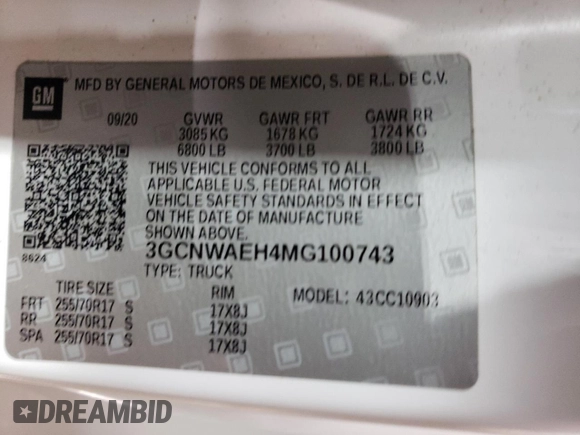 GM
MFD BY GENERAL MOTORS DE MEXICO, S. DE R.L. DE C.V.
09/20 GVWR GAWR FRT GAWR RR
3085 KG 1678 KG 1724 KG
6800 LB 3700 LB 3800 LB
THIS VEHICLE CONFORMS TO ALL
APPLICABLE U.S. FEDERAL MOTOR
VEHICLE SAFETY STANDARDS IN EFFECT
ON THE DATE OF MANUFACTURE
SHOWN ABOVE.
8624
3GCNWAEH4MG100743
TYPE: TRUCK
TIRE SIZE RIM MODEL: 43CC10903
FRT 255/70R17 S 17X8J
RR 255/70R17 S 17X8J
SPA 255/70R17 S 17X8J
DREAMBID